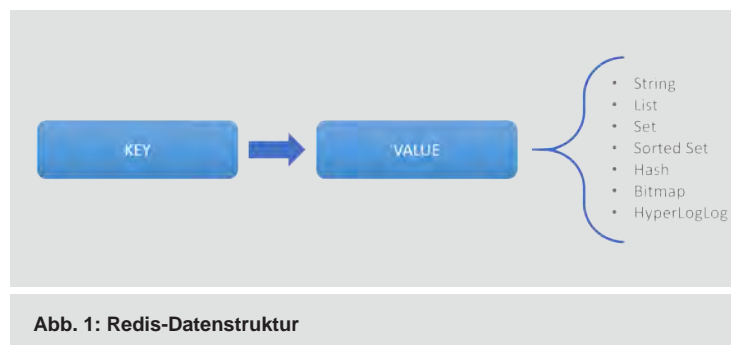 KEY
VALUE
• String
• List
• Set
• Sorted Set
• Hash
• Bitmap
• HyperLogLog
Abb. 1: Redis-Datenstruktur